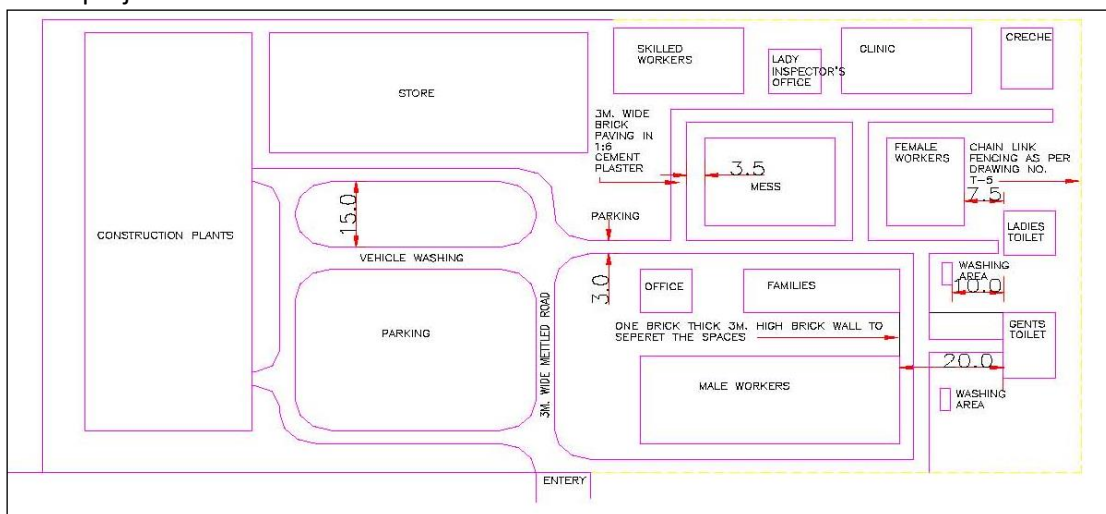 SKILLED
WORKERS
LADY
INSPECTOR'S
OFFICE
CLINIC
CRECHE
STORE
3M. WIDE
BRICK
PAVING IN
1:6
CEMENT
PLASTER
3.5
MESS
FEMALE
WORKERS
CHAIN LINK
FENCING AS PER
DRAWING NO.
T-5
7.5
15.0
CONSTRUCTION PLANTS
PARKING
LADIES
TOILET
VEHICLE WASHING
3.0
OFFICE
FAMILIES
WASHING
AREA
10.0
PARKING
3M. WIDE METTLED ROAD
ONE BRICK THICK 3M. HIGH BRICK WALL TO
SEPERET THE SPACES
GENTS
TOILET
20.0
MALE WORKERS
WASHING
AREA
ENTERY